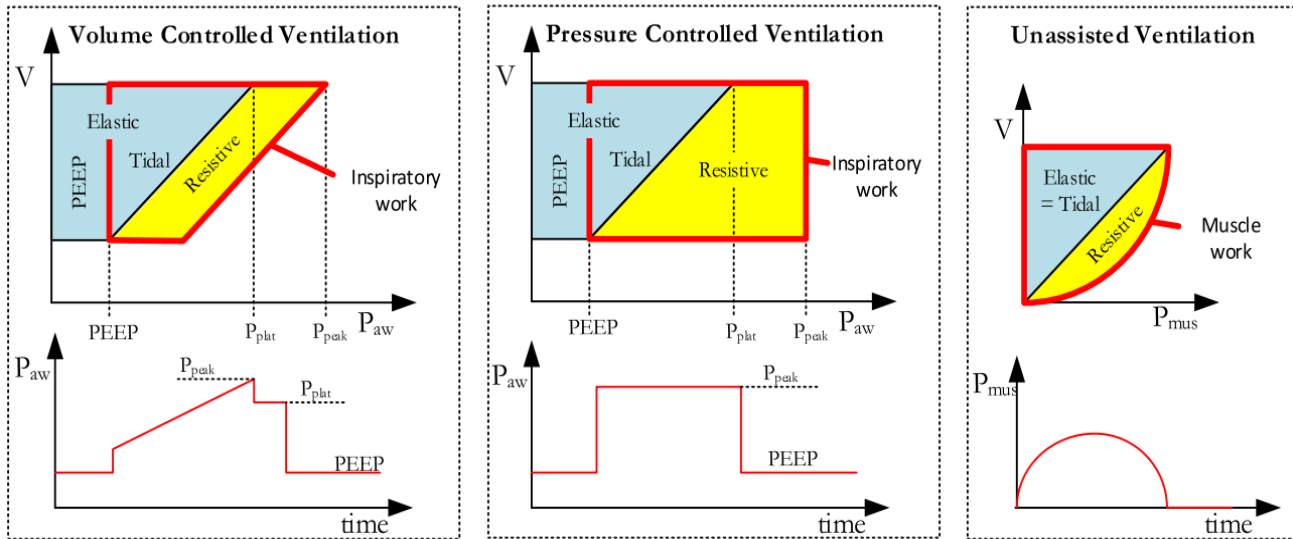 Volume Controlled Ventilation
V
Elastic
PEEP
Tidal
Resistive
Inspiratory
work
PEEP
Pplat
Ppeak
Paw
Paw
Ppeak
Pplat
PEEP
time
Pressure Controlled Ventilation
V
Elastic
PEEP
Tidal
Resistive
Inspiratory
work
PEEP
Pplat
Ppeak
Paw
Paw
Ppeak
PEEP
time
Unassisted Ventilation
V
Elastic
= Tidal
Resistive
Muscle
work
Pmus
Pmus
time